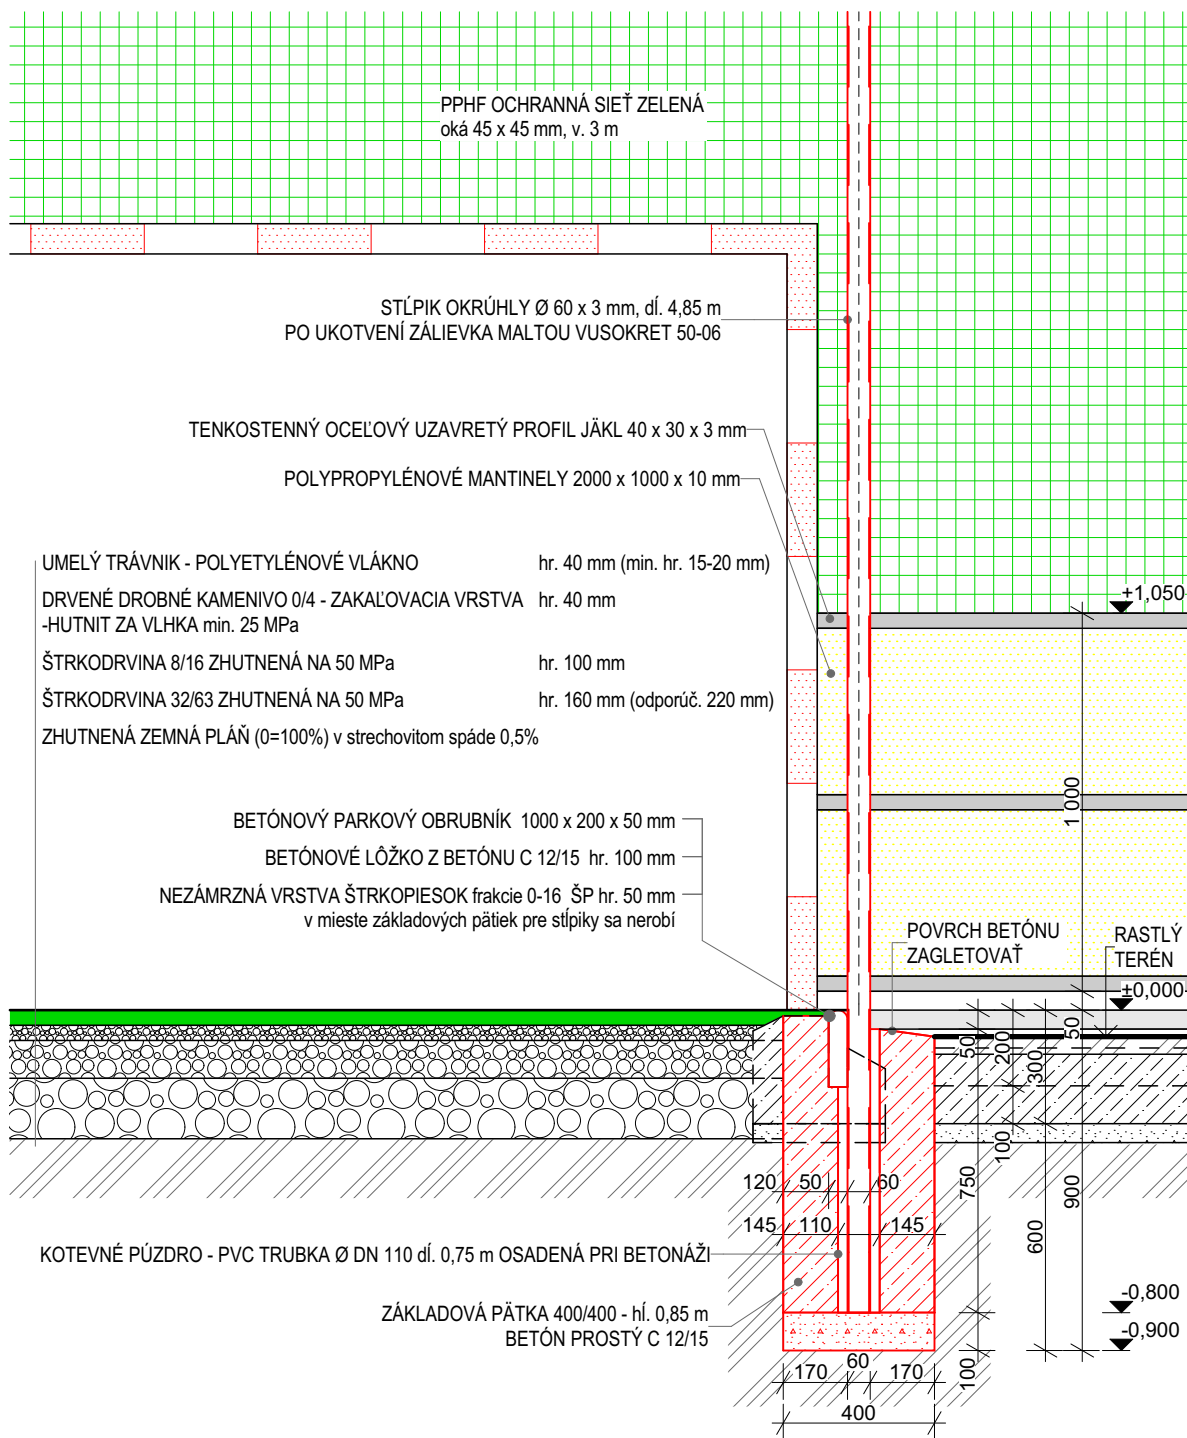 PPHF OCHRANNÁ SIEŤ ZELENÁ
oká 45 x 45 mm, v. 3 m
STĹPIK OKRÚHLY Ø 60 x 3 mm, dĺ. 4,85 m
PO UKOTVENÍ ZÁLIEVKA MALTOU VUSOKRET 50-06
TENKOSTENNÝ OCEĽOVÝ UZAVRETÝ PROFIL JÄKL 40 x 30 x 3 mm
POLYPROPYLÉNOVÉ MANTINELY 2000 x 1000 x 10 mm
UMELÝ TRÁVNIK - POLYETYLÉNOVÉ VLÁKNO hr. 40 mm (min. hr. 15-20 mm)
DRVENÉ DROBNÉ KAMENIVO 0/4 - ZAKAĽOVACIA VRSTVA hr. 40 mm
-HUTNIT ZA VLHKA min. 25 MPa
ŠTRKODRVINA 8/16 ZHUTNENÁ NA 50 MPa hr. 100 mm
ŠTRKODRVINA 32/63 ZHUTNENÁ NA 50 MPa hr. 160 mm (odporúč. 220 mm)
ZHUTNENÁ ZEMNÁ PLÁŇ (0=100%) v strechovitom spáde 0,5%
+1,050
1 000
BETÓNOVÝ PARKOVÝ OBRUBNÍK 1000 x 200 x 50 mm
BETÓNOVÉ LÔŽKO Z BETÓNU C 12/15 hr. 100 mm
NEZÁMRZNÁ VRSTVA ŠTRKOPIESOK frakcie 0-16 ŠP hr. 50 mm
v mieste základových pätiek pre stĺpiky sa nerobí
POVRCH BETÓNU
ZAGLETOVAŤ
RASTLÝ
TERÉN
±0,000
50
200
300
50
100
750
600
900
120 50 60
145 110 145
KOTEVNÉ PÚZDRO - PVC TRUBKA Ø DN 110 dĺ. 0,75 m OSADENÁ PRI BETONÁŽI
ZÁKLADOVÁ PÄTKA 400/400 - hĺ. 0,85 m
BETÓN PROSTÝ C 12/15
-0,800
-0,900
100
170 60 170
400